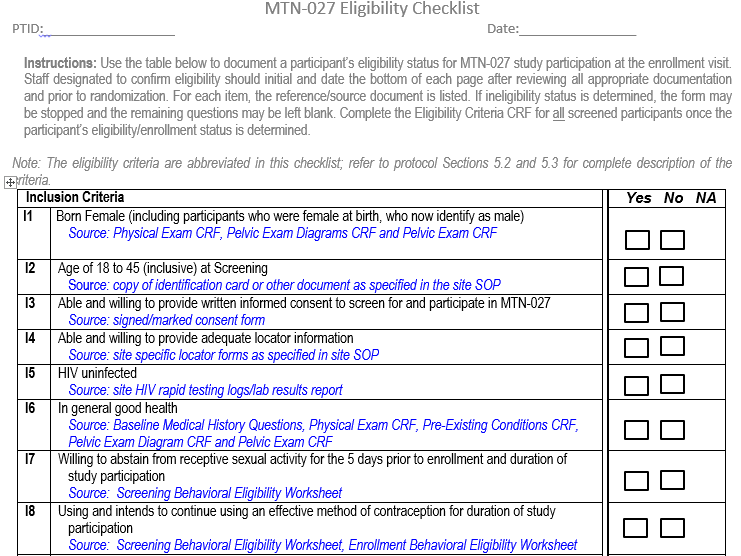 MTN-027 Eligibility Checklist
PTID: Date:
Instructions: Use the table below to document a participant's eligibility status for MTN-027 study participation at the enrollment visit.
Staff designated to confirm eligibility should initial and date the bottom of each page after reviewing all appropriate documentation
and prior to randomization. For each item, the reference/source document is listed. If ineligibility status is determined, the form may
be stopped and the remaining questions may be left blank. Complete the Eligibility Criteria CRF for all screened participants once the
participant's eligibility/enrollment status is determined.
Note: The eligibility criteria are abbreviated in this checklist; refer to protocol Sections 5.2 and 5.3 for complete description of the
criteria.
Inclusion Criteria Yes No NA
I1 Born Female (including participants who were female at birth, who now identify as male)
Source: Physical Exam CRF, Pelvic Exam Diagrams CRF and Pelvic Exam CRF
I2 Age of 18 to 45 (inclusive) at Screening
Source: copy of identification card or other document as specified in the site SOP
I3 Able and willing to provide written informed consent to screen for and participate in MTN-027
Source: signed/marked consent form
I4 Able and willing to provide adequate locator information
Source: site specific locator forms as specified in site SOP
I5 HIV uninfected
Source: site HIV rapid testing logs/lab results report
I6 In general good health
Source: Baseline Medical History Questions, Physical Exam CRF, Pre-Existing Conditions CRF,
Pelvic Exam Diagram CRF and Pelvic Exam CRF
I7 Willing to abstain from receptive sexual activity for the 5 days prior to enrollment and duration of
study participation
Source: Screening Behavioral Eligibility Worksheet
I8 Using and intends to continue using an effective method of contraception for duration of study
participation
Source: Screening Behavioral Eligibility Worksheet, Enrollment Behavioral Eligibility Worksheet